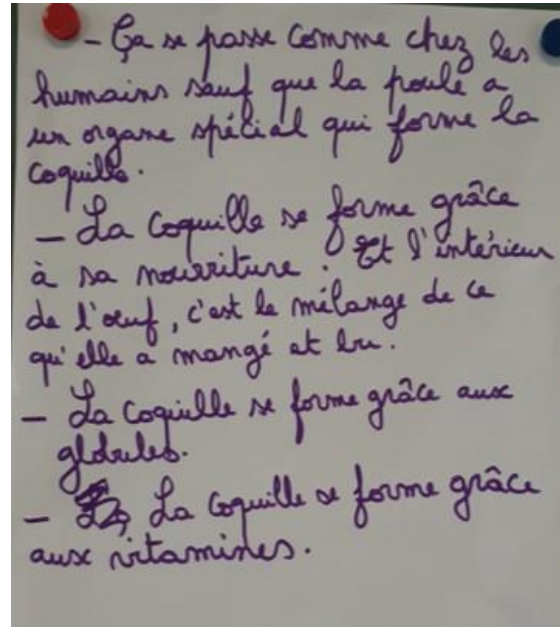 - Ça se passe comme chez les
humains sauf que la poule a
un organe spécial qui forme la
coquille.
- La coquille se forme grâce
à sa nourriture. Et l'intérieur
de l'œuf, c'est le mélange de ce
qu'elle a mangé et bu.
- La coquille se forme grâce aux
globules.
- La coquille se forme grâce
aux vitamines.